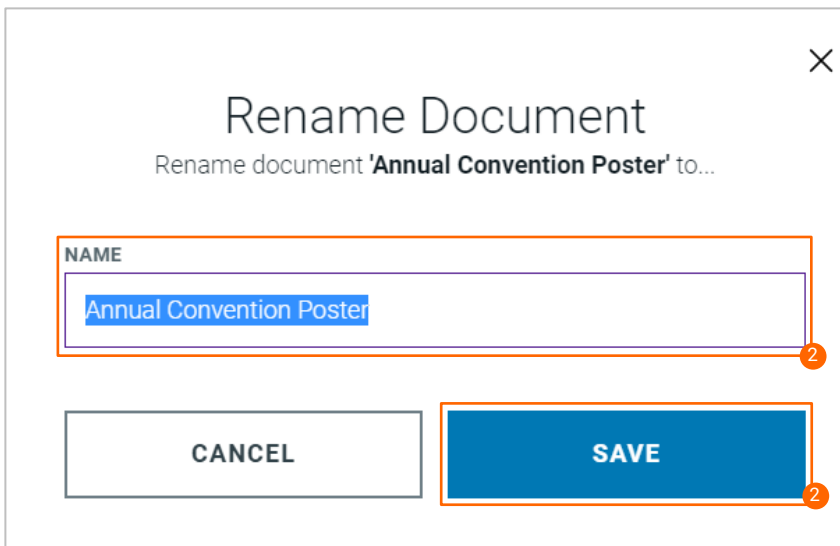 Rename Document
Rename document 'Annual Convention Poster' to...
NAME
Annual Convention Poster
2
CANCEL
SAVE
2